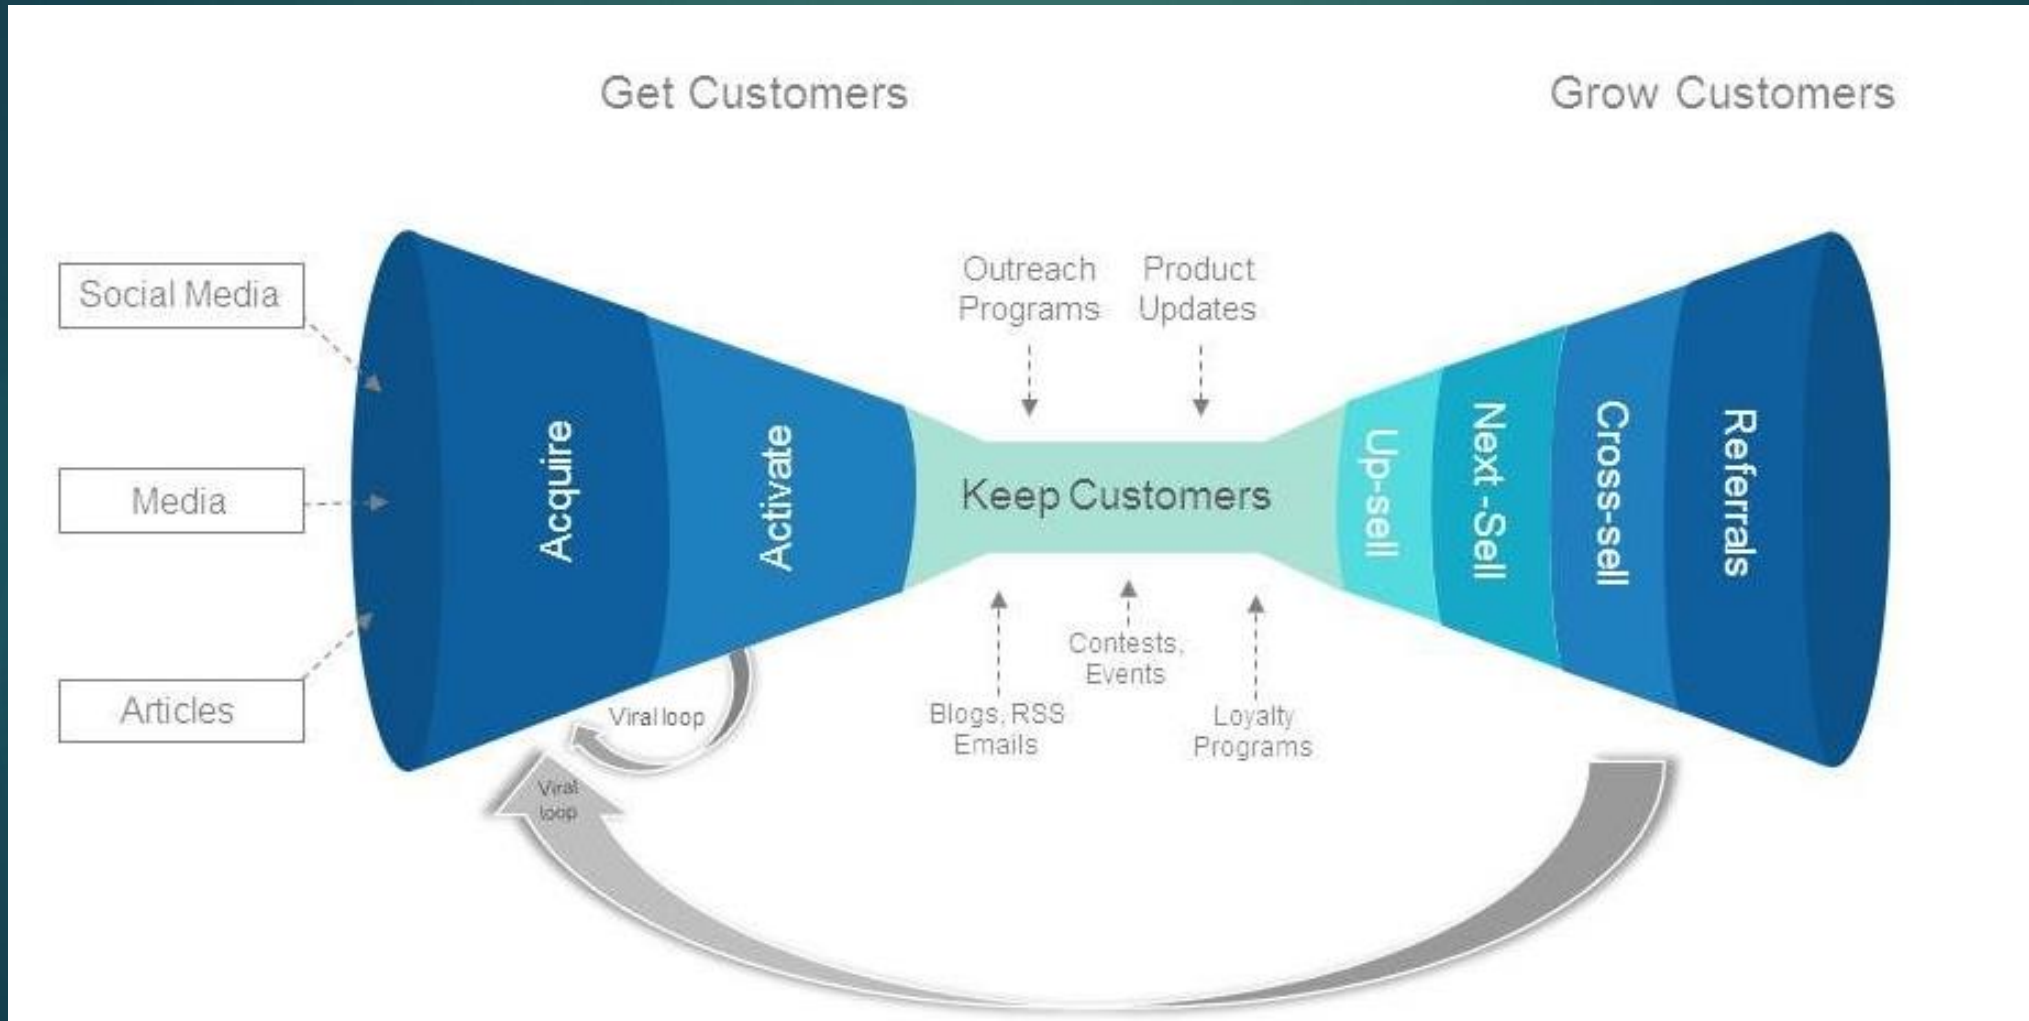 Get Customers
Grow Customers
Social Media
Media
Articles
Acquire
Activate
Outreach
Programs
Product
Updates
Keep Customers
Blogs, RSS
Emails
Contests,
Events
Loyalty
Programs
Up-sell
Next -Sell
Cross-sell
Referrals
Viral loop
Viral
loop